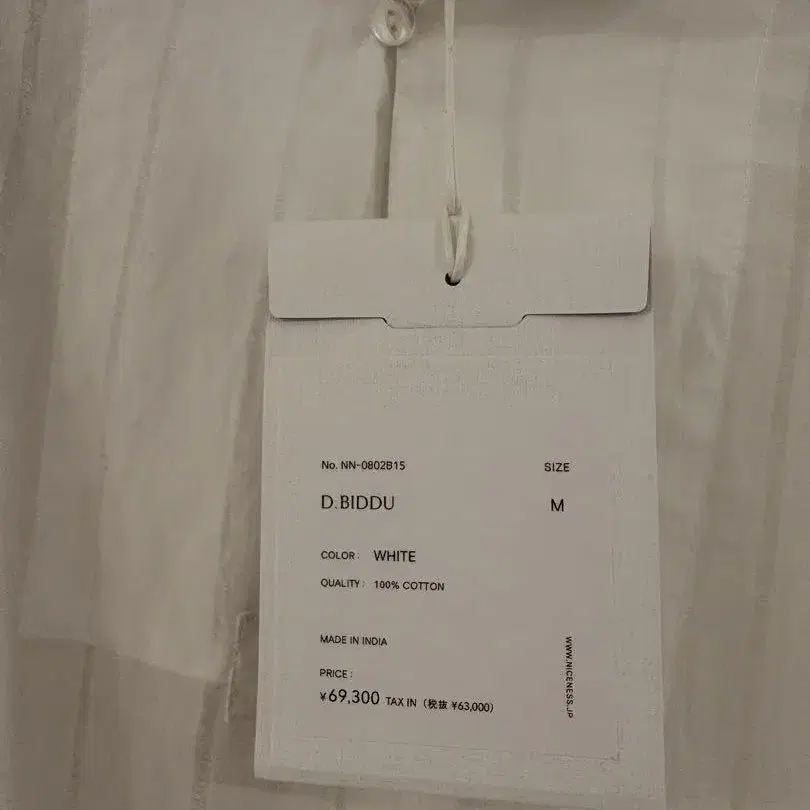 No. NN-0802B15
SIZE
D.BIDDU
M
COLOR : WHITE
QUALITY : 100% COTTON
MADE IN INDIA
PRICE :
¥69,300 TAX IN (税抜 ¥63,000)
WWW.NICENESS.JP